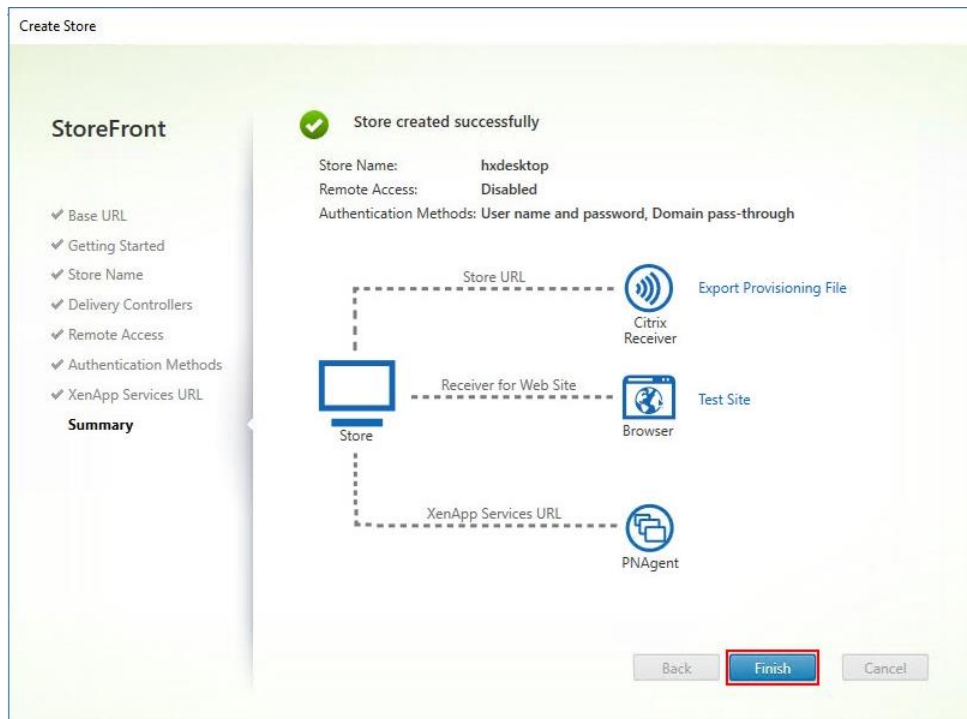 Create Store
StoreFront
Base URL
Getting Started
Store Name
Delivery Controllers
Remote Access
Authentication Methods
XenApp Services URL
Summary
Store created successfully
Store Name: hxdesktop
Remote Access: Disabled
Authentication Methods: User name and password, Domain pass-through
Store URL
Citrix
Receiver
Export Provisioning File
Store
Receiver for Web Site
Browser
Test Site
XenApp Services URL
PNAgent
Back
Finish
Cancel